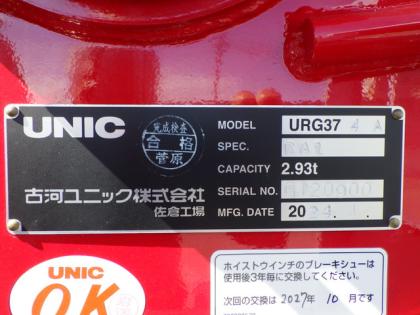 UNIC
完成検査
合格
菅原
MODEL URG37 4 A
SPEC.
CAPACITY 2.93t
SERIAL NO.
MFG. DATE 20
古河ユニック株式会社
佐倉工場
UNIC
O.K
ホイストウインチのブレーキシューは
使用後3年毎に交換してください。
次回の交換は 2027年 10 月です